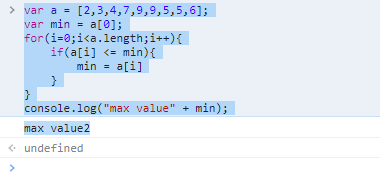 var a = [2,3,4,7,9,9,5,5,6];
var min = a[0];
for(i=0;i<a.length;i++){
if(a[i] <= min){
min = a[i]
}
}
console.log("max value" + min);
max value2
undefined